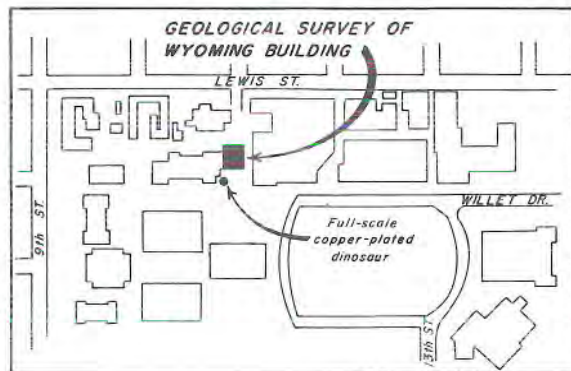 GEOLOGICAL SURVEY OF
WYOMING BUILDING
LEWIS ST.
WILLET DR.
9th ST.
Full-scale
copper-plated
dinosaur
13th ST.